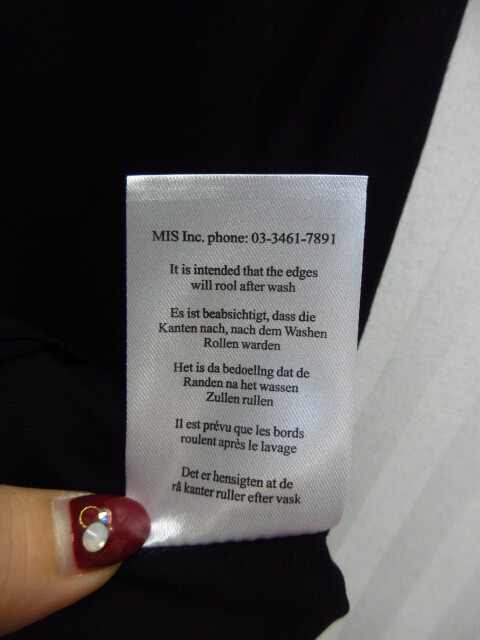 MIS Inc. phone: 03-3461-7891
It is intended that the edges
will rool after wash
Es ist beabsichtigt, dass die
Kanten nach, nach dem Washen
Rollen warden
Het is da bedoellng dat de
Randen na het wassen
Zullen rullen
Il est prévu que les bords
roulent après le lavage
Det er hensigten at de
rå kanter ruller efter vask